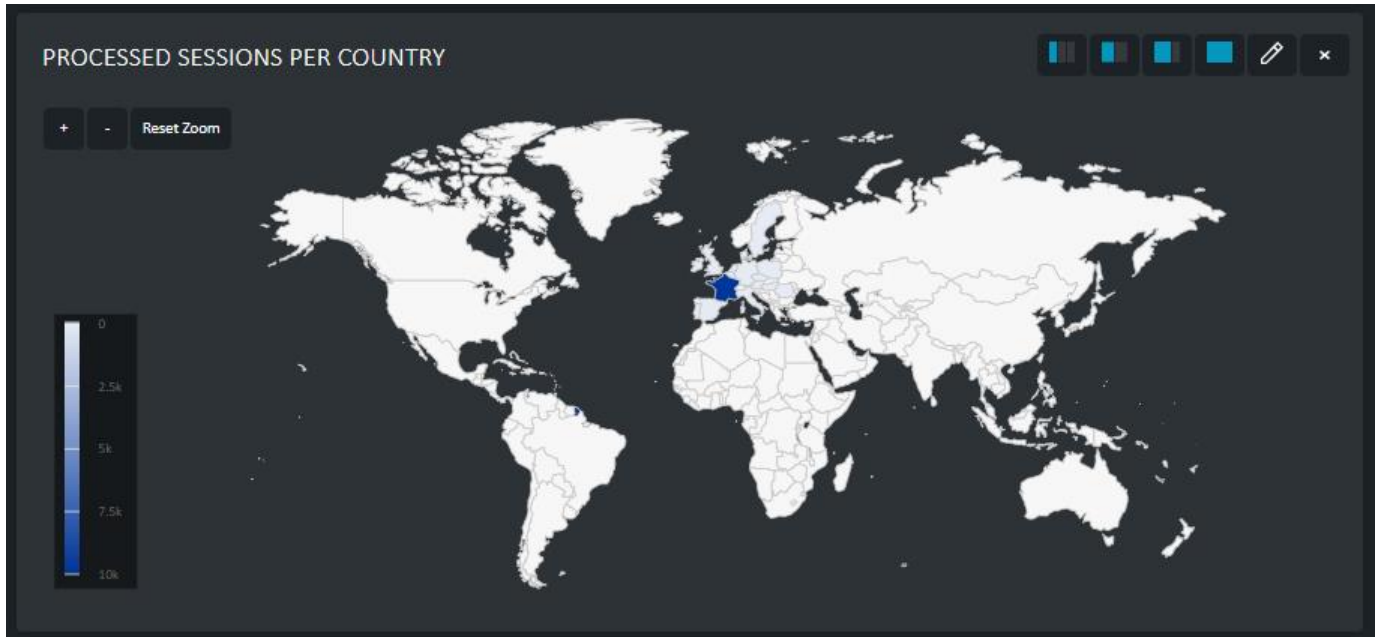 PROCESSED SESSIONS PER COUNTRY
+ - Reset Zoom
0
2.5k
5k
7.5k
10k